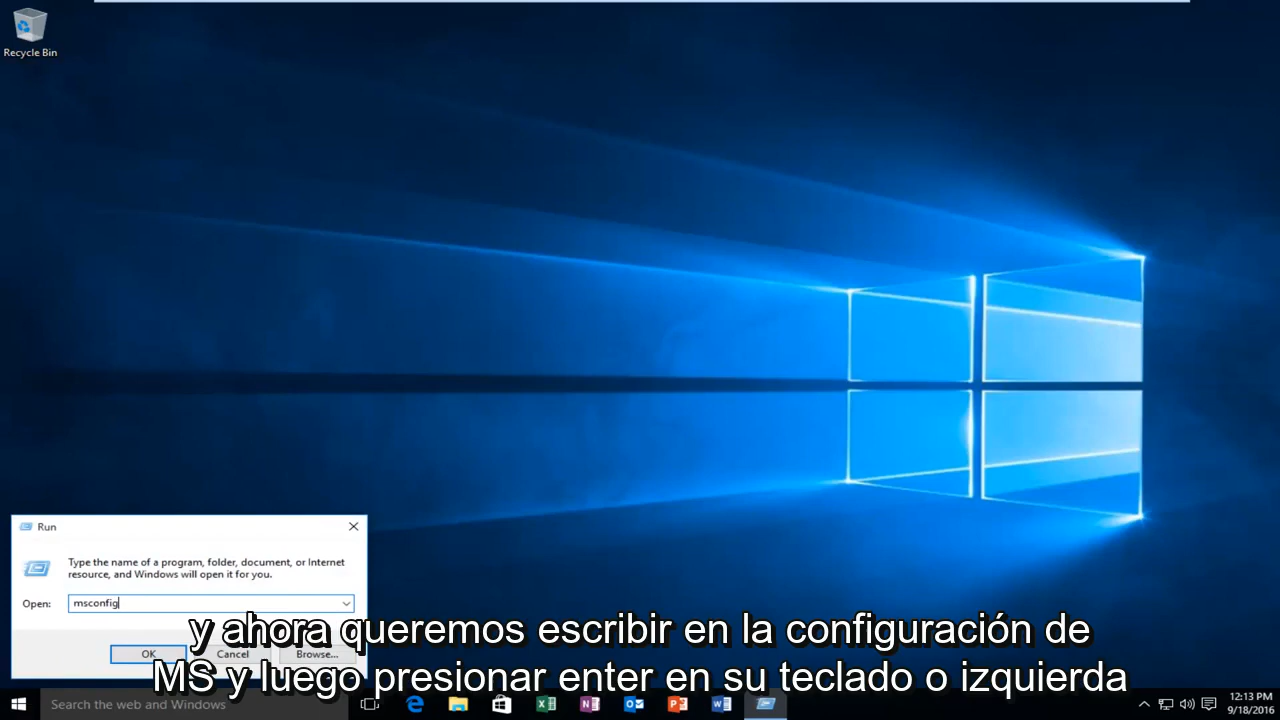 Recycle Bin
Run
Type the name of a program, folder, document, or Internet
resource, and Windows will open it for you.
Open:
msconfig
OK
Cancel
Browse...
y ahora queremos escribir en la configuración de
MS y luego presionar enter en su teclado o izquierda
Search the web and Windows
12:13 PM
9/18/2016